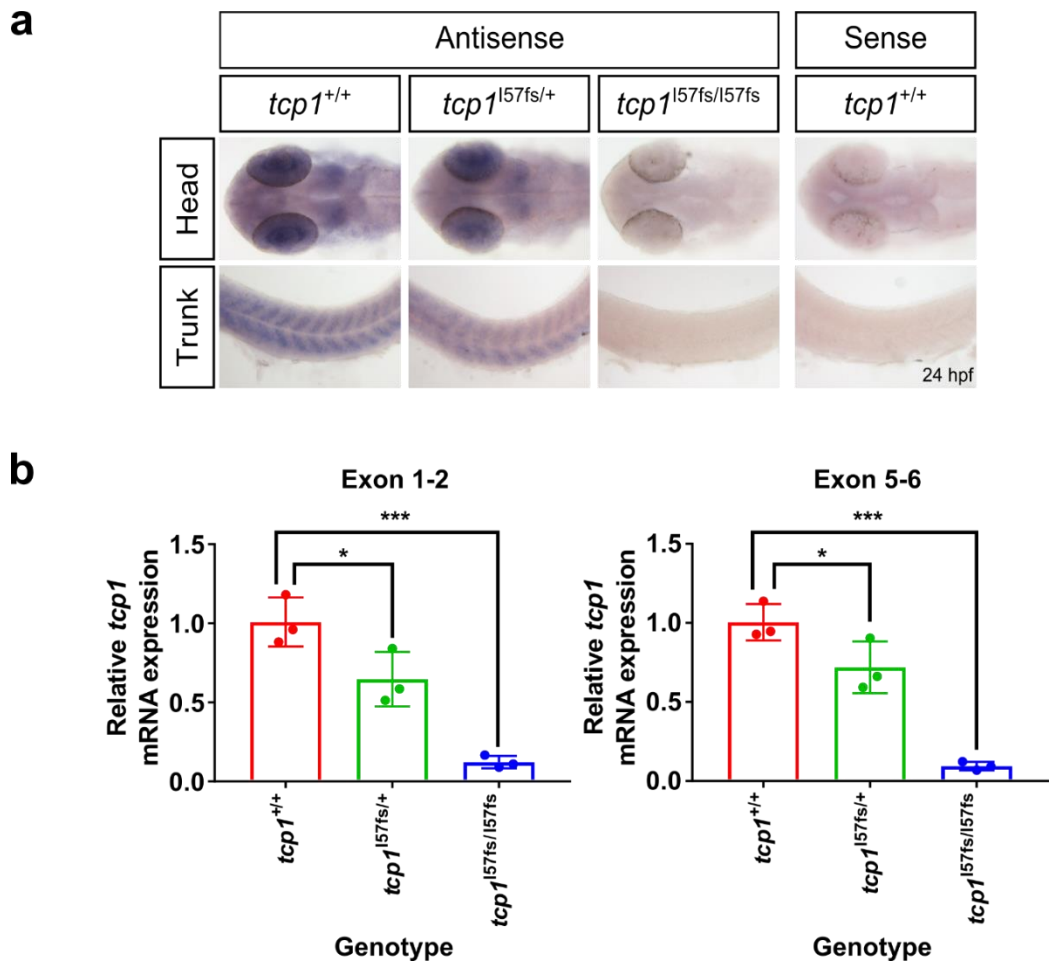 a
Antisense
Sense
tcp1+/+
tcp1I57fs/+
tcp1I57fs/I57fs
tcp1+/+
Head
Trunk
24 hpf
b
Exon 1-2
Relative tcp1
mRNA expression
***
*
1.5
1.0
0.5
0.0
tcp1+/+
tcp1I57fs/+
tcp1I57fs/I57fs
Genotype
Exon 5-6
Relative tcp1
mRNA expression
***
*
1.5
1.0
0.5
0.0
tcp1+/+
tcp1I57fs/+
tcp1I57fs/I57fs
Genotype